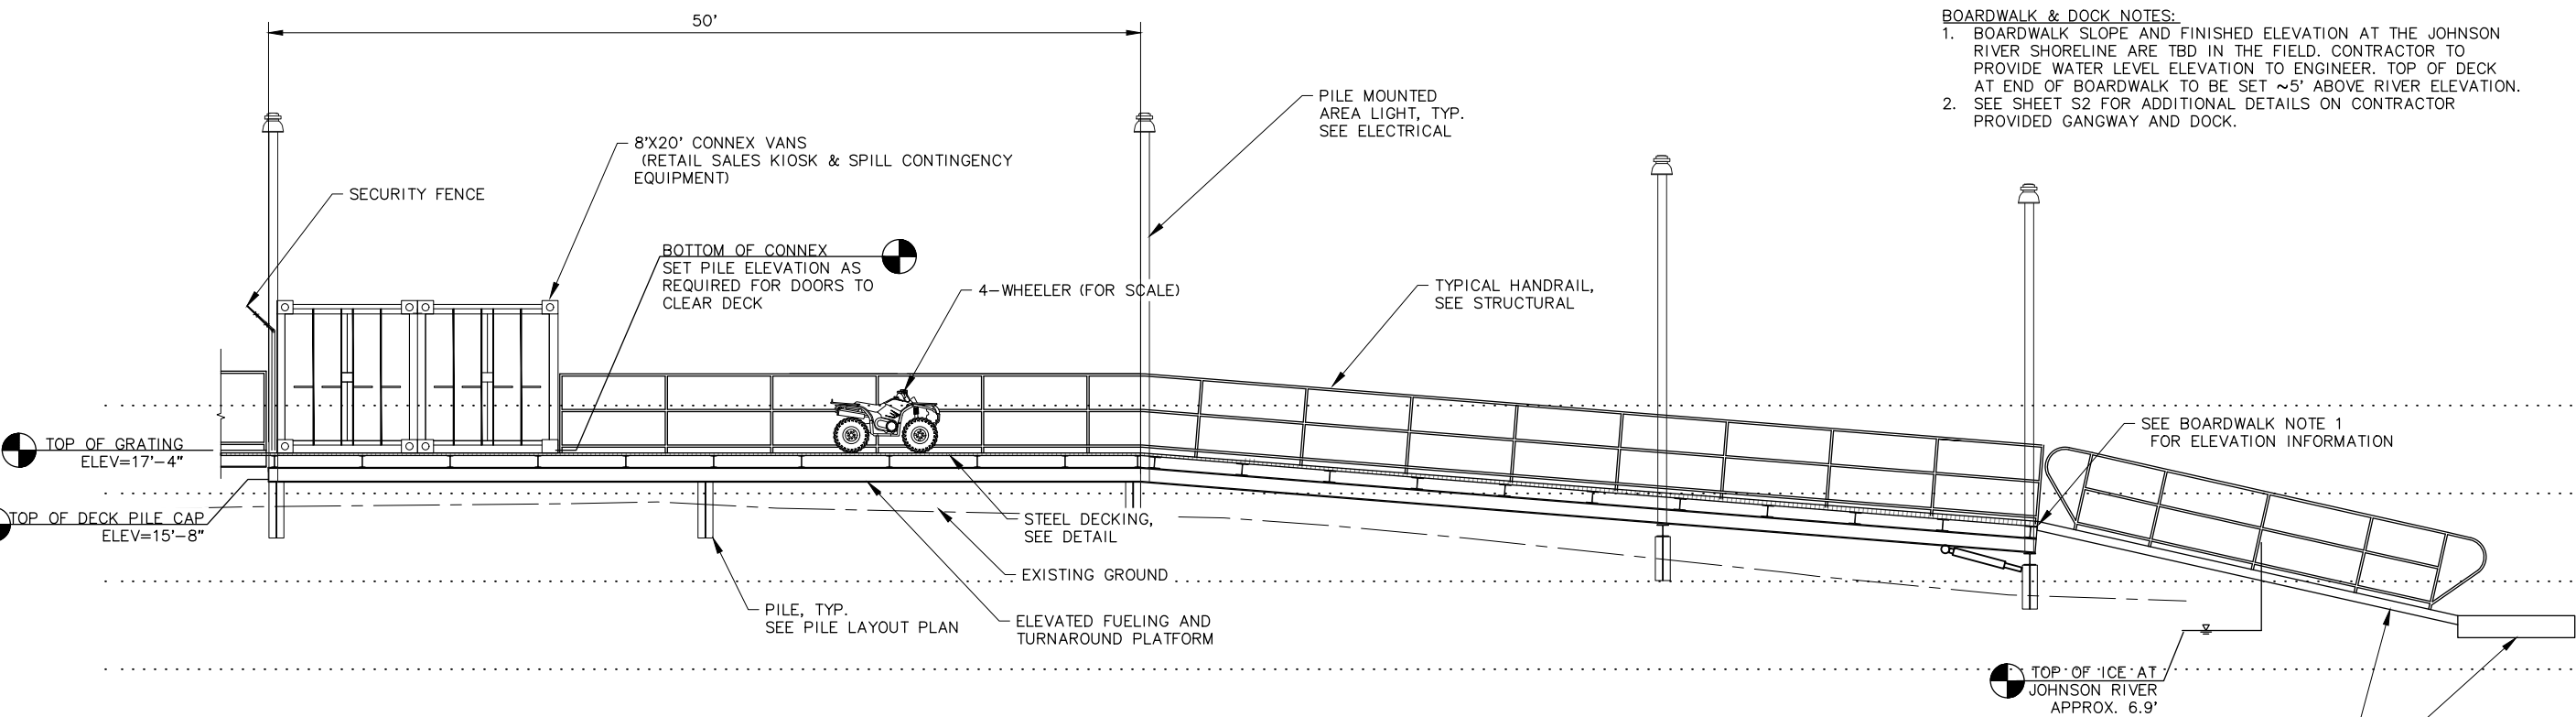 50'
BOARDWALK & DOCK NOTES:
1. BOARDWALK SLOPE AND FINISHED ELEVATION AT THE JOHNSON
RIVER SHORELINE ARE TBD IN THE FIELD. CONTRACTOR TO
PROVIDE WATER LEVEL ELEVATION TO ENGINEER. TOP OF DECK
AT END OF BOARDWALK TO BE SET ~5' ABOVE RIVER ELEVATION.
2. SEE SHEET S2 FOR ADDITIONAL DETAILS ON CONTRACTOR
PROVIDED GANGWAY AND DOCK.
PILE MOUNTED
AREA LIGHT, TYP.
SEE ELECTRICAL
8'X20' CONNEX VANS
(RETAIL SALES KIOSK & SPILL CONTINGENCY
EQUIPMENT)
SECURITY FENCE
BOTTOM OF CONNEX
SET PILE ELEVATION AS
REQUIRED FOR DOORS TO
CLEAR DECK
4-WHEELER (FOR SCALE)
TYPICAL HANDRAIL,
SEE STRUCTURAL
SEE BOARDWALK NOTE 1
FOR ELEVATION INFORMATION
TOP OF GRATING
ELEV=17'-4"
TOP OF DECK PILE CAP
ELEV=15'-8"
STEEL DECKING,
SEE DETAIL
EXISTING GROUND
PILE, TYP.
SEE PILE LAYOUT PLAN
ELEVATED FUELING AND
TURNAROUND PLATFORM
TOP OF ICE AT
JOHNSON RIVER
APPROX. 6.9'